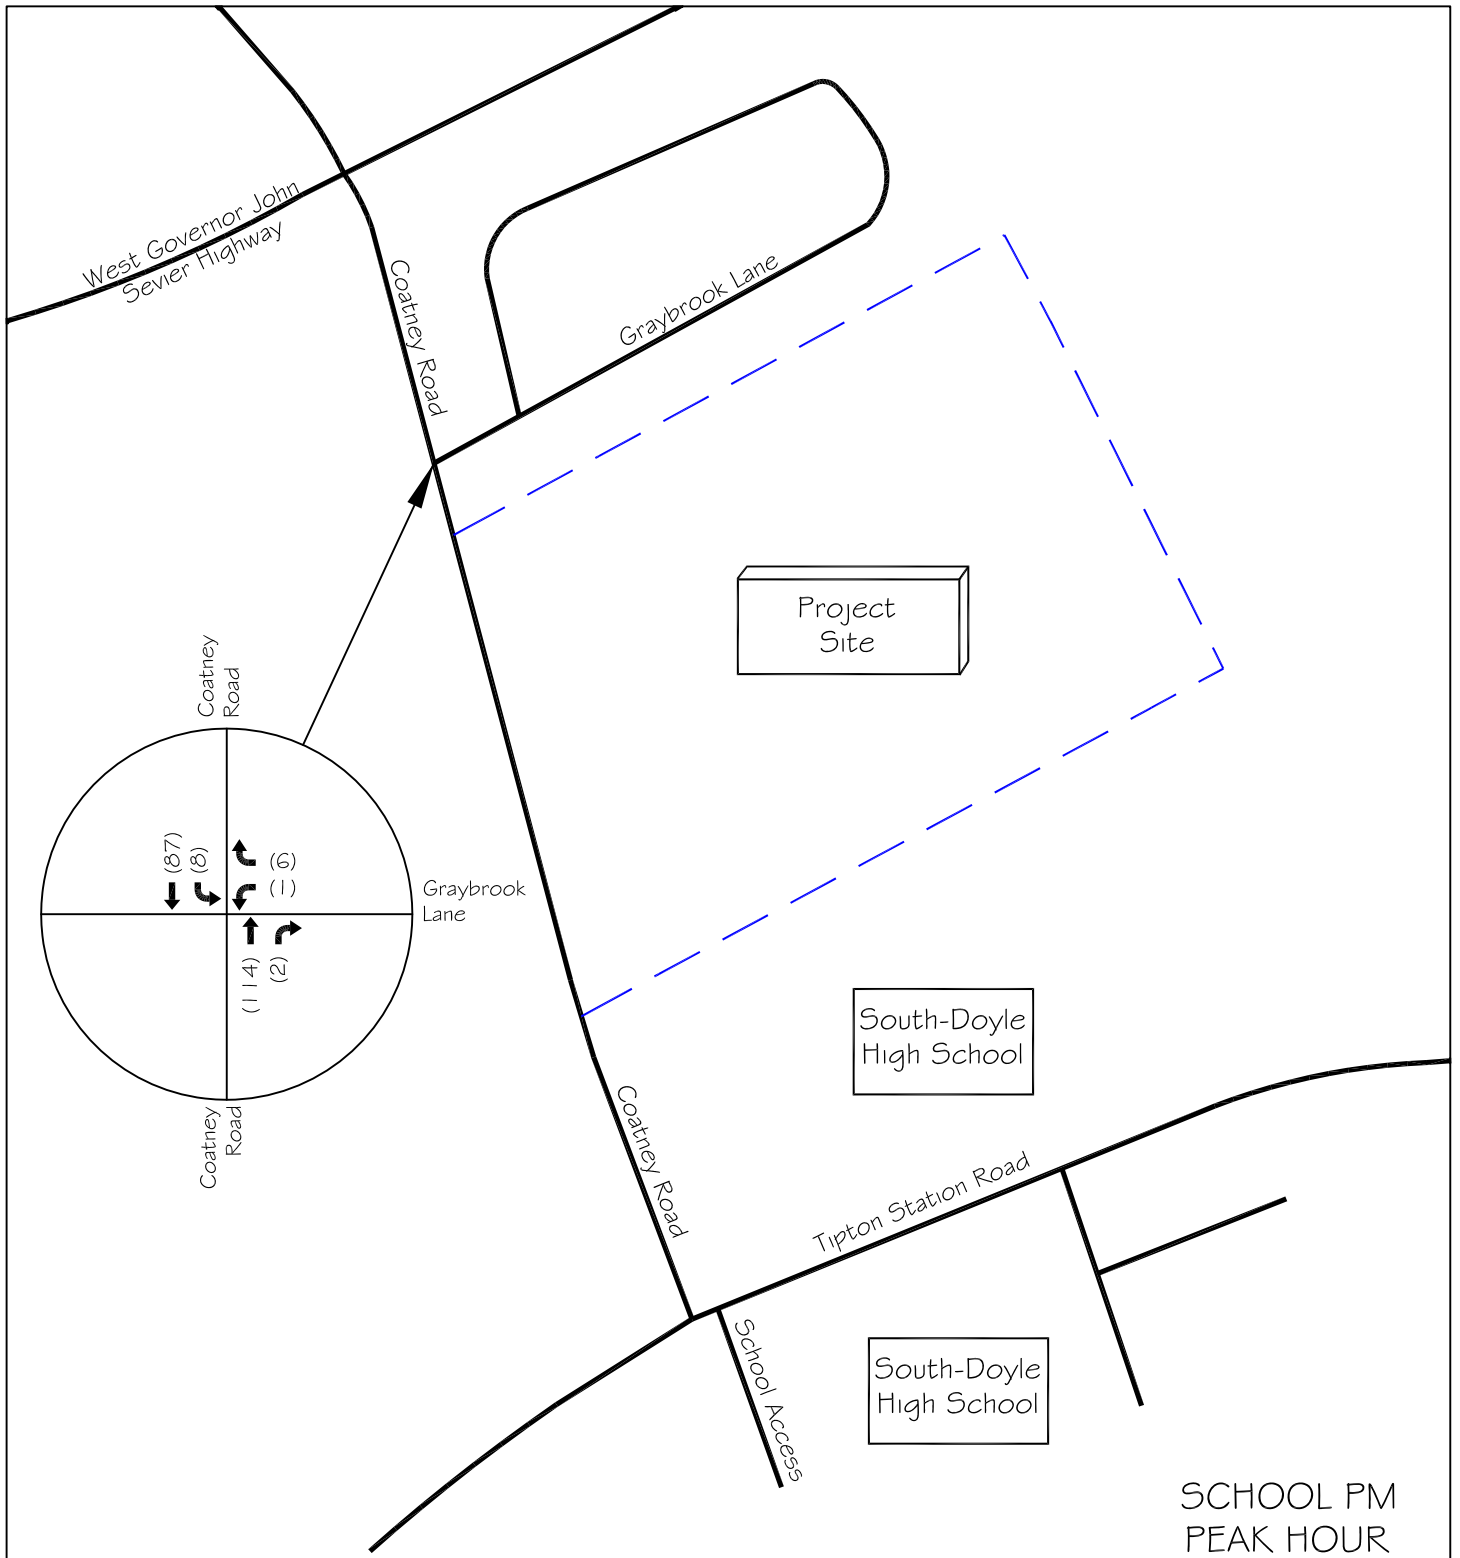 West Governor John
Sevier Highway
Coatney Road
Graybrook Lane
Project
Site
Coatney
Road
(87)
(8)
(6)
(1)
Graybrook
Lane
(114)
(2)
Coatney
Road
South-Doyle
High School
Coatney Road
Tipton Station Road
School Access
South-Doyle
High School
SCHOOL PM
PEAK HOUR